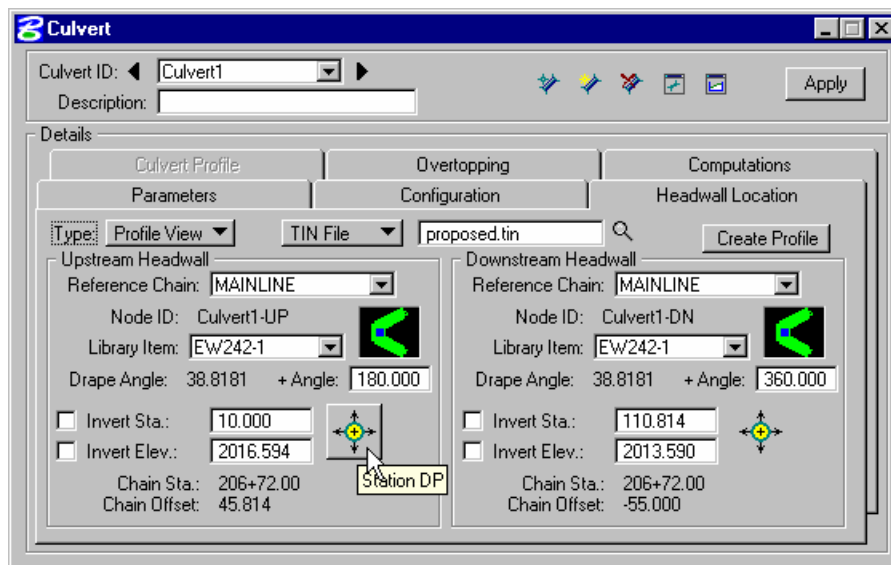 Culvert
Culvert ID: Culvert1
Apply
Description:
Details
Culvert Profile Overtopping Computations
Parameters Configuration Headwall Location
Type: Profile View TIN File proposed.tin Create Profile
Upstream Headwall Downstream Headwall
Reference Chain: MAINLINE Reference Chain: MAINLINE
Node ID: Culvert1-UP Node ID: Culvert1-DN
Library Item: EW242-1 Library Item: EW242-1
Drape Angle: 38.8181 + Angle: 180.000 Drape Angle: 38.8181 + Angle: 360.000
Invert Sta.: 10.000 Invert Sta.: 110.814
Invert Elev.: 2016.594 Invert Elev.: 2013.590
Station DP
Chain Sta.: 206+72.00 Chain Sta.: 206+72.00
Chain Offset: 45.814 Chain Offset: -55.000